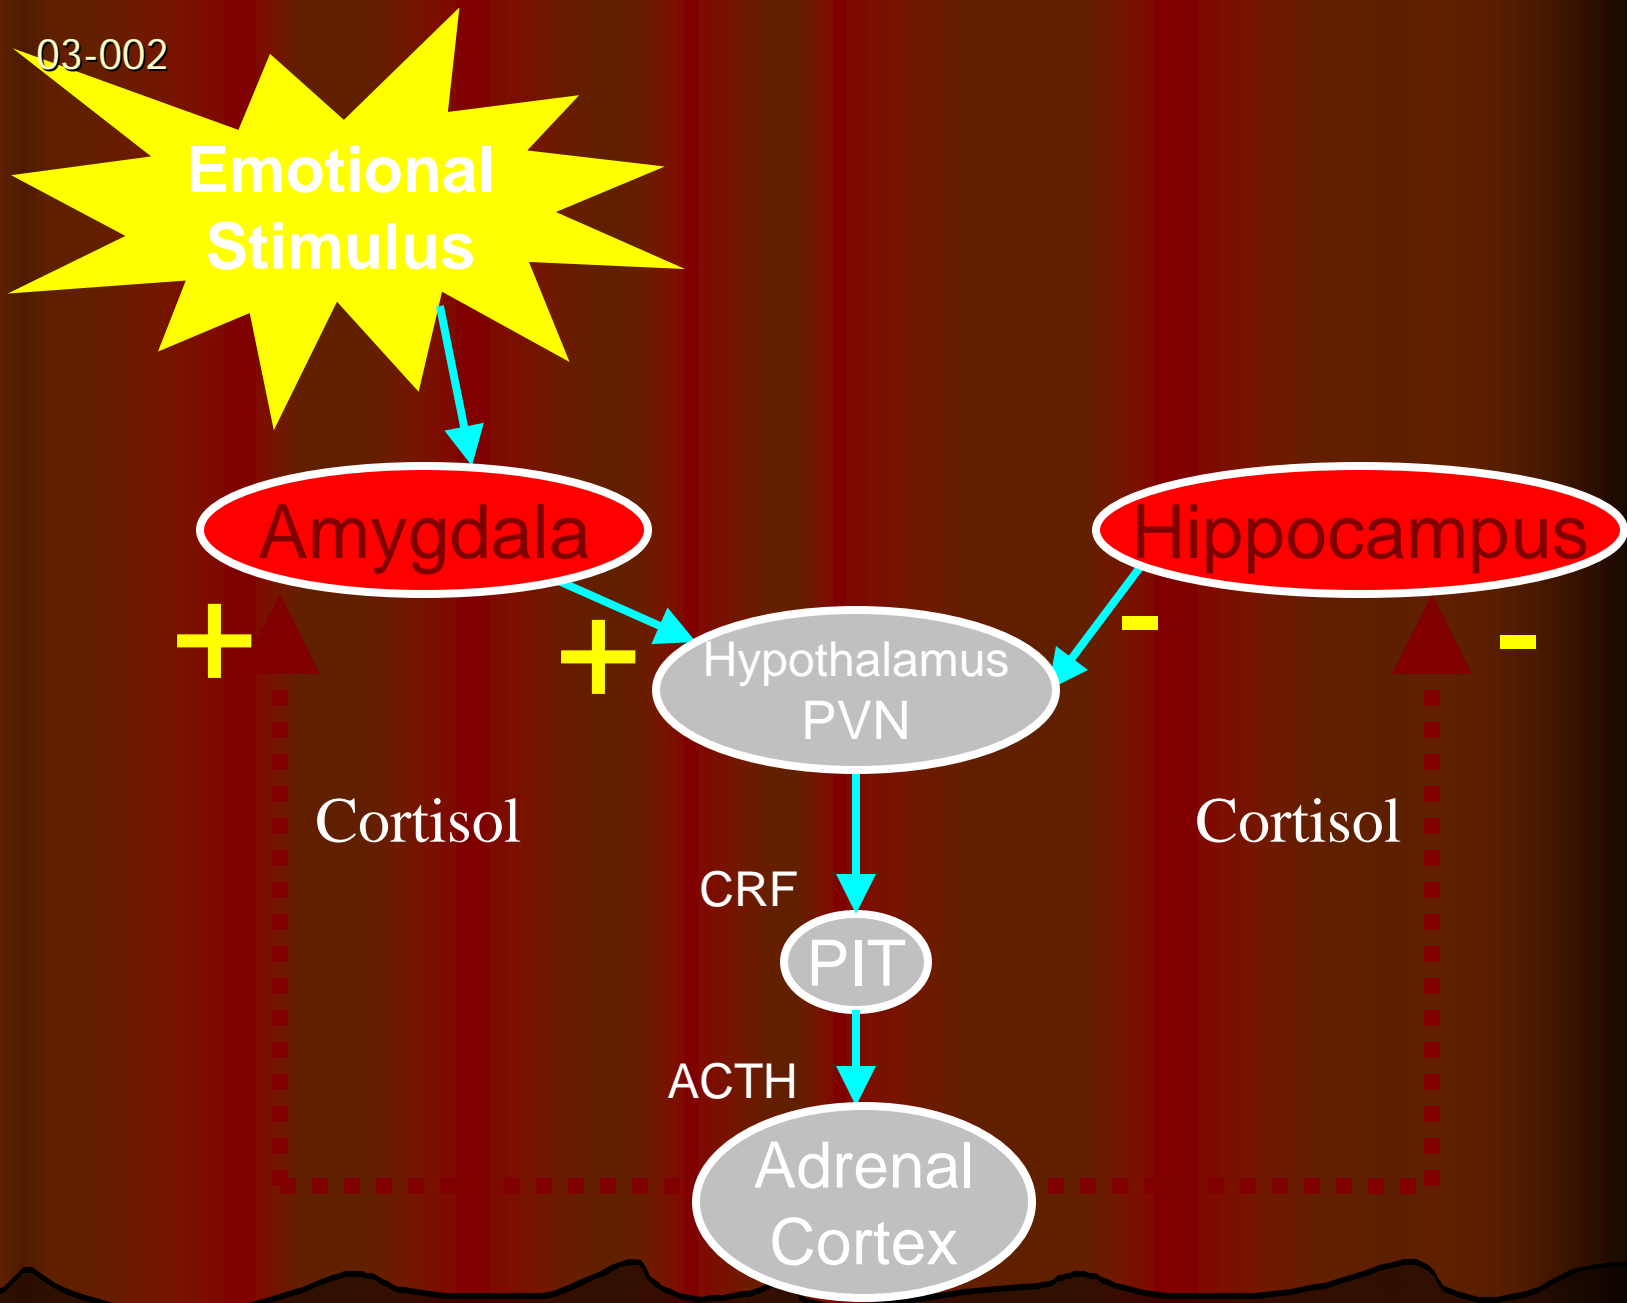 03-002
Emotional
Stimulus
Amygdala
Hippocampus
+
+
-
-
Hypothalamus
PVN
Cortisol
Cortisol
CRF
PIT
ACTH
Adrenal
Cortex